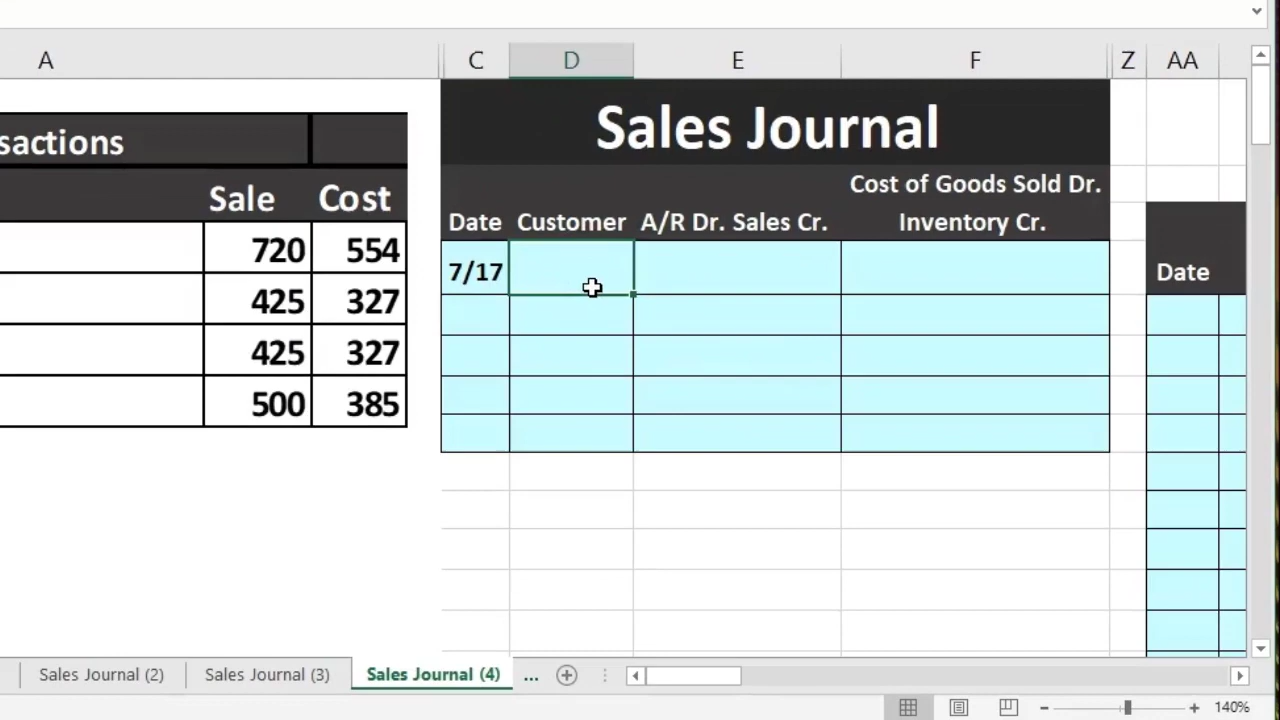 A C D E F Z AA
sactions
Sale Cost
720 554
425 327
425 327
500 385
Sales Journal
Cost of Goods Sold Dr.
Date Customer A/R Dr. Sales Cr. Inventory Cr.
7/17
Date
Sales Journal (2) Sales Journal (3) Sales Journal (4) ...
140%